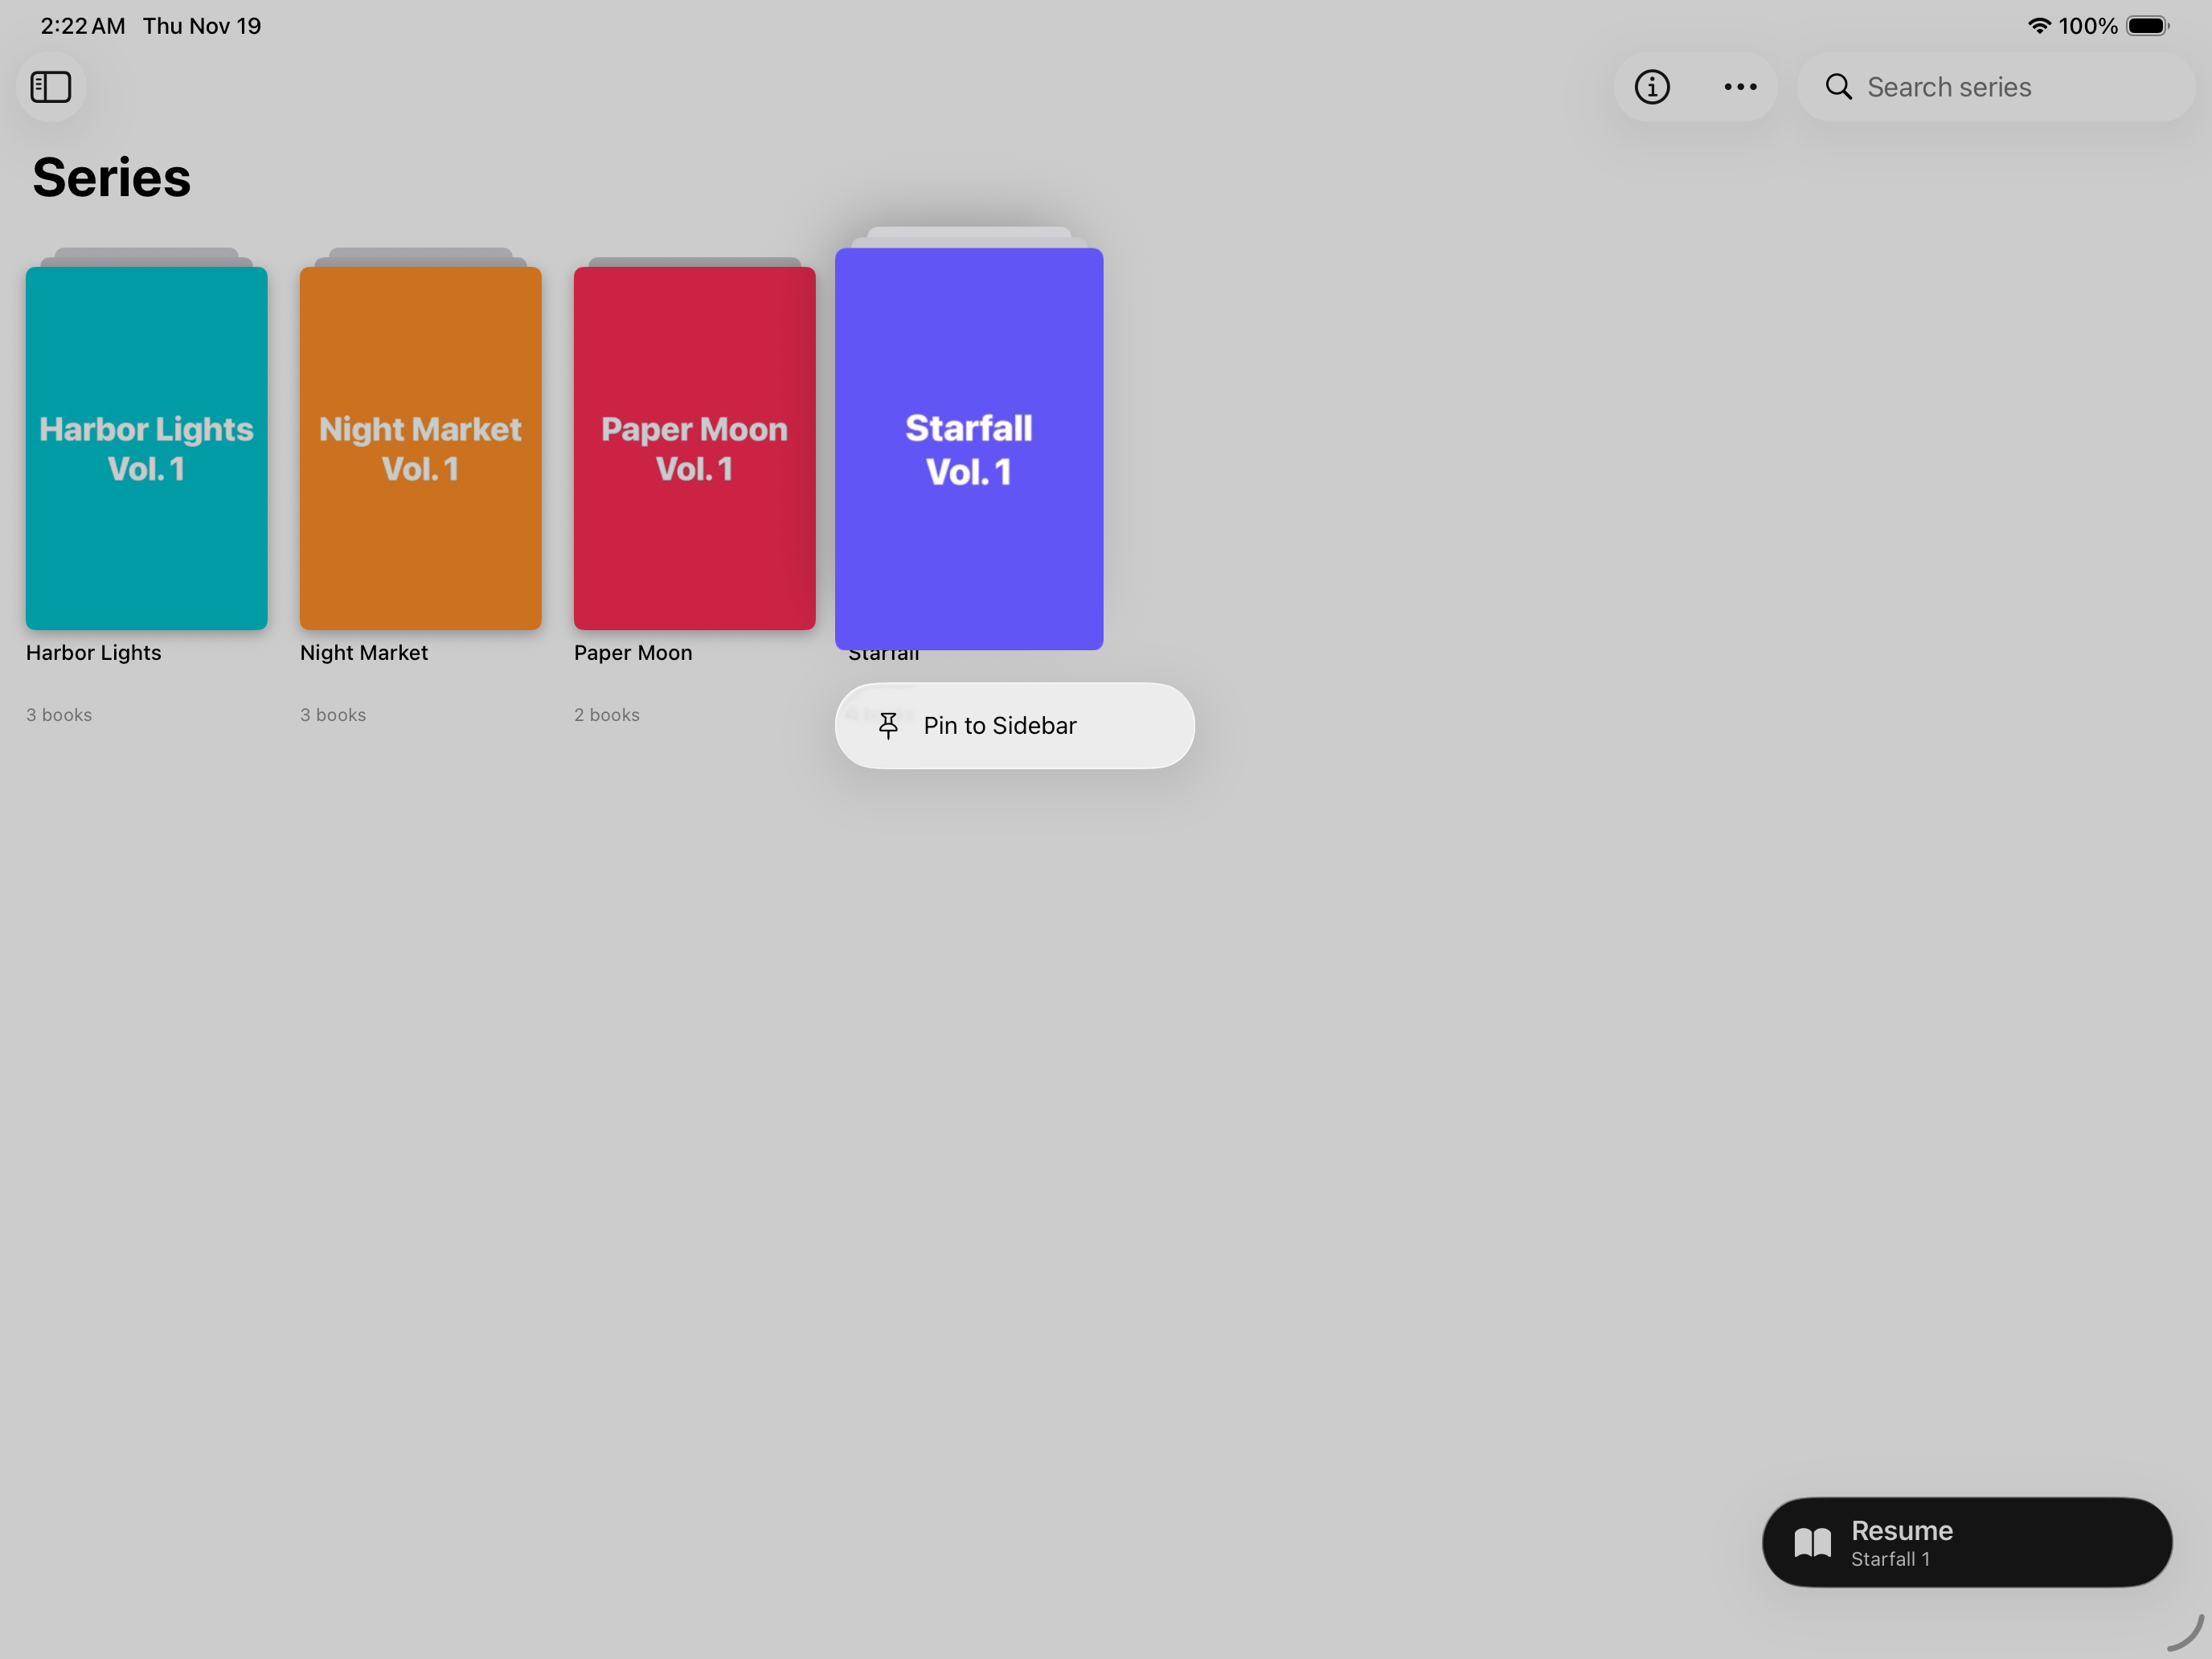 2:22 AM Thu Nov 19
100%
Search series
Series
Harbor Lights
Vol. 1
Night Market
Vol. 1
Paper Moon
Vol. 1
Starfall
Vol. 1
Harbor Lights
Night Market
Paper Moon
Starfall
3 books
3 books
2 books
Pin to Sidebar
Resume
Starfall 1